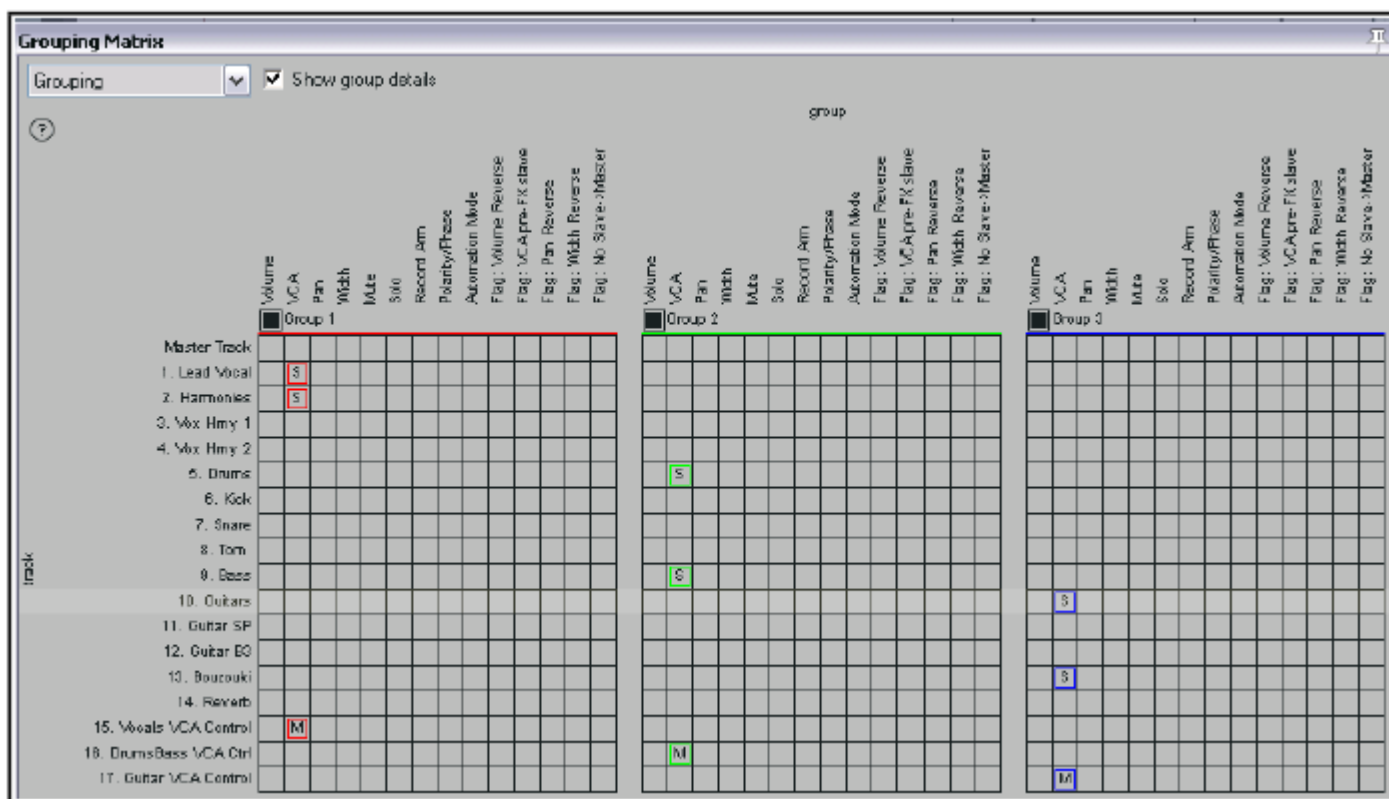 Grouping Matrix
Grouping
Show group details
?
group
Volume VCA Pan Width Mute Solo Record Arm Polarity/Phase Automation Mode Flag: Volume Reverse Flag: VCA pre-FX slave Flag: Pan Reverse Flag: Width Reverse Flag: No Slave->Master
Volume VCA Pan Width Mute Solo Record Arm Polarity/Phase Automation Mode Flag: Volume Reverse Flag: VCA pre-FX slave Flag: Pan Reverse Flag: Width Reverse Flag: No Slave->Master
Volume VCA Pan Width Mute Solo Record Arm Polarity/Phase Automation Mode Flag: Volume Reverse Flag: VCA pre-FX slave Flag: Pan Reverse Flag: Width Reverse Flag: No Slave->Master
Group 1 Group 2 Group 3
track
Master Track
1. Lead Vocal S
2. Harmonies S
3. Vox Hmy 1
4. Vox Hmy 2
5. Drums S
6. Kick
7. Snare
8. Tom
9. Bass S
10. Guitars S
11. Guitar SP
12. Guitar B3
13. Bouzouki S
14. Reverb
15. Vocals VCA Control M
16. DrumsBass VCA Ctrl M
17. Guitar VCA Control M